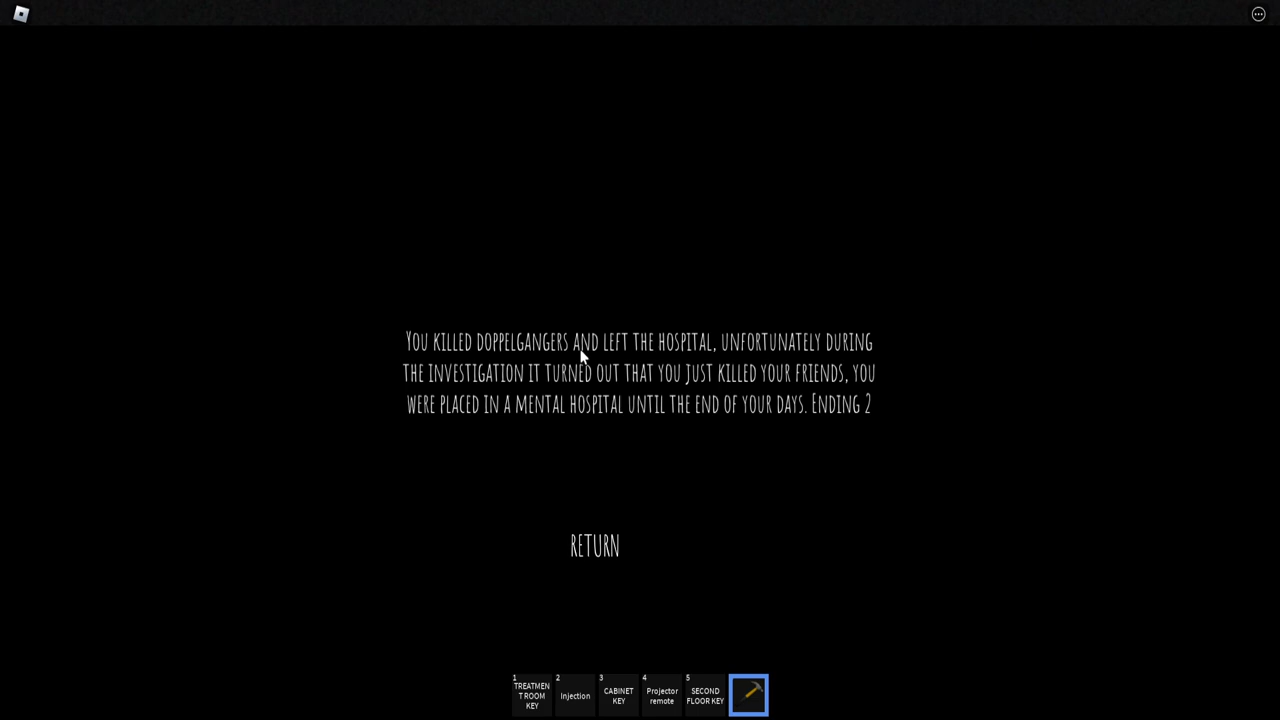 You killed doppelgangers and left the hospital, unfortunately during
the investigation it turned out that you just killed your friends, you
were placed in a mental hospital until the end of your days. Ending 2
RETURN
1
TREATMEN
T ROOM
KEY
2
Injection
3
CABINET
KEY
4
Projector
remote
5
SECOND
FLOOR KEY